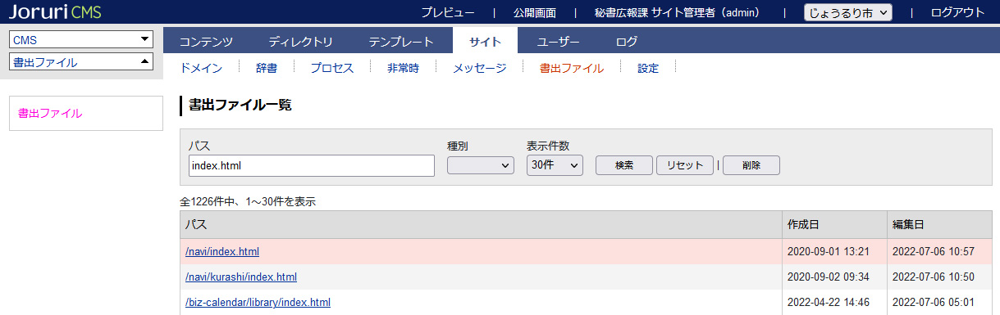 Joruri CMS プレビュー | 公開画面 | 秘書広報課 サイト管理者（admin） | じょうるり市 | ログアウト
CMS コンテンツ ディレクトリ テンプレート サイト ユーザー ログ
書出ファイル ドメイン 辞書 プロセス 非常時 メッセージ 書出ファイル 設定
書出ファイル
書出ファイル一覧
パス 種別 表示件数
index.html 30件 検索 リセット | 削除
全1226件中、1～30件を表示
パス 作成日 編集日
/navi/index.html 2020-09-01 13:21 2022-07-06 10:57
/navi/kurashi/index.html 2020-09-02 09:34 2022-07-06 10:50
/biz-calendar/library/index.html 2022-04-22 14:46 2022-07-06 05:01